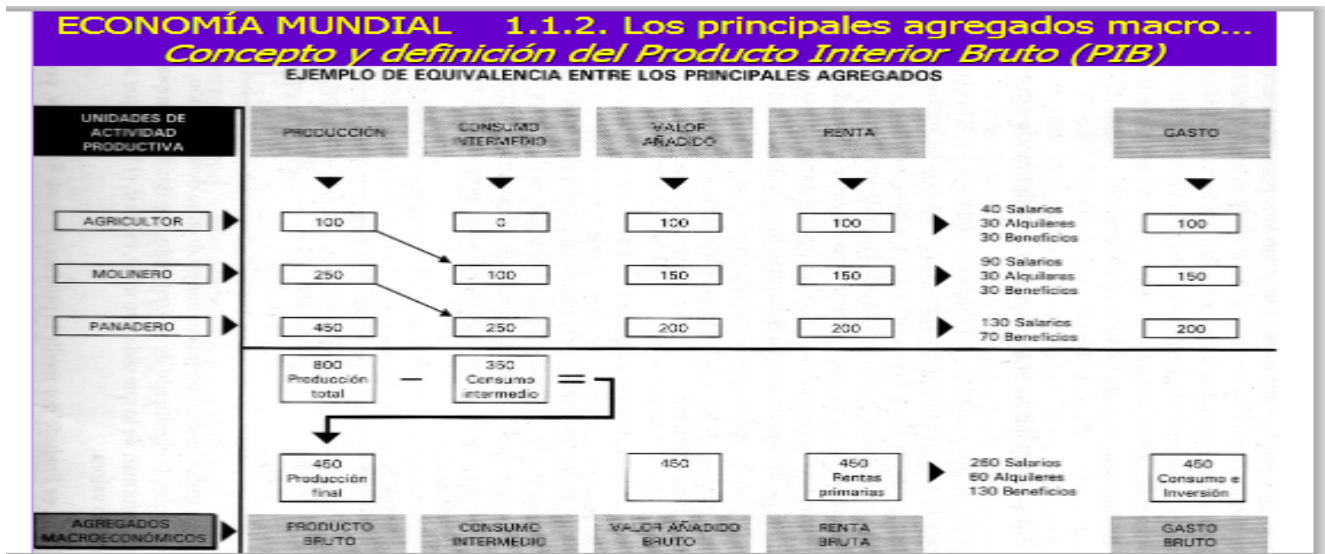 ECONOMÍA MUNDIAL 1.1.2. Los principales agregados macro...
Concepto y definición del Producto Interior Bruto (PIB)
EJEMPLO DE EQUIVALENCIA ENTRE LOS PRINCIPALES AGREGADOS
UNIDADES DE
ACTIVIDAD
PRODUCTIVA
PRODUCCIÓN
CONSUMO
INTERMEDIO
VALOR
AÑADIDO
RENTA
GASTO
AGRICULTOR
100
0
100
100
40 Salarios
30 Alquileres
30 Beneficios
100
MOLINERO
250
100
150
150
90 Salarios
30 Alquileres
30 Beneficios
150
PANADERO
450
250
200
200
130 Salarios
70 Beneficios
200
800
Producción
total
—
350
Consumo
intermedio
=
450
Producción
final
450
450
Rentas
primarias
260 Salarios
60 Alquileres
130 Beneficios
450
Consumo e
Inversión
AGREGADOS
MACROECONÓMICOS
PRODUCTO
BRUTO
CONSUMO
INTERMEDIO
VALOR AÑADIDO
BRUTO
RENTA
BRUTA
GASTO
BRUTO